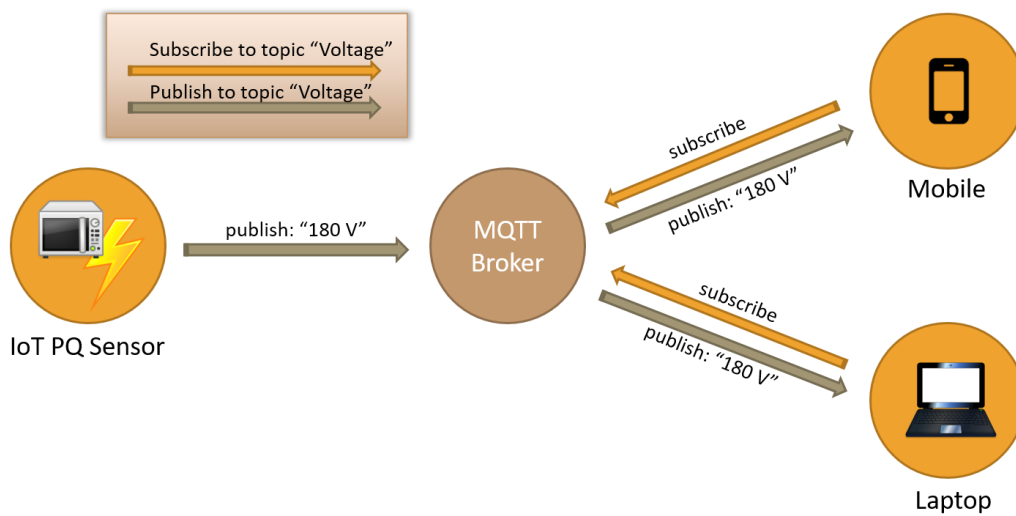 Subscribe to topic “Voltage”
Publish to topic “Voltage”
subscribe
publish: “180 V”
Mobile
publish: “180 V”
MQTT
Broker
IoT PQ Sensor
subscribe
publish: “180 V”
Laptop